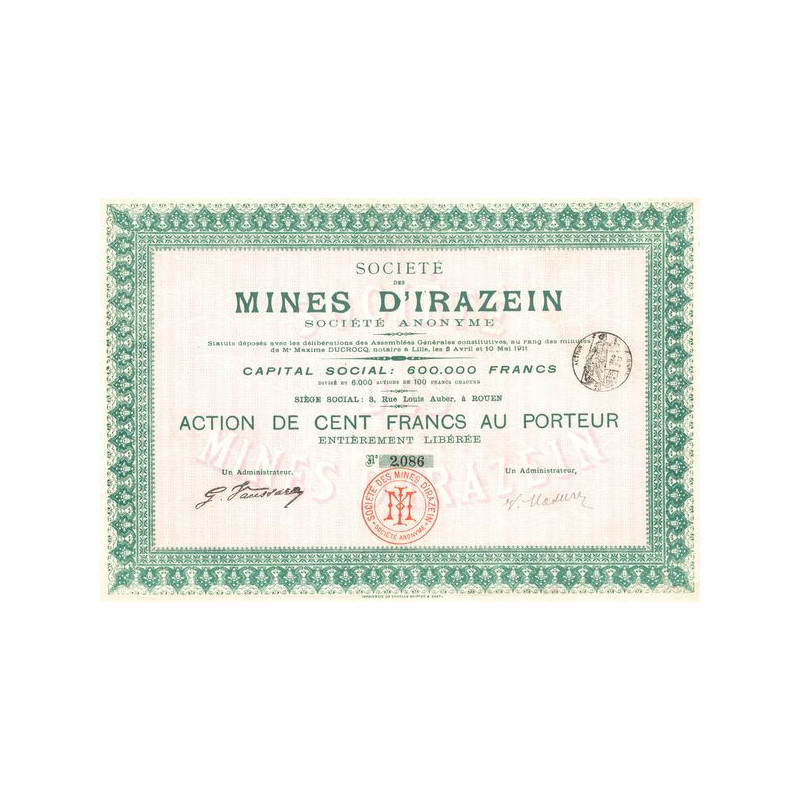 SOCIÉTÉ
DES
MINES D'IRAZEIN
SOCIÉTÉ ANONYME
Statuts déposés avec les délibérations des Assemblées Générales constitutives, au rang des minutes
de Me Maxime DUCROCQ, notaire à Lille, les 3 Avril et 10 Mai 1911
CAPITAL SOCIAL: 600.000 FRANCS
DIVISÉ EN 6.000 ACTIONS DE 100 FRANCS CHACUNE
SIÈGE SOCIAL: 3, Rue Louis Auber, à ROUEN
ACTION DE CENT FRANCS AU PORTEUR
ENTIÈREMENT LIBÉRÉE
MINES D'IRAZEIN
N° 2,086
Un Administrateur,
Un Administrateur,
SOCIÉTÉ DES MINES D'IRAZEIN
SOCIÉTÉ ANONYME